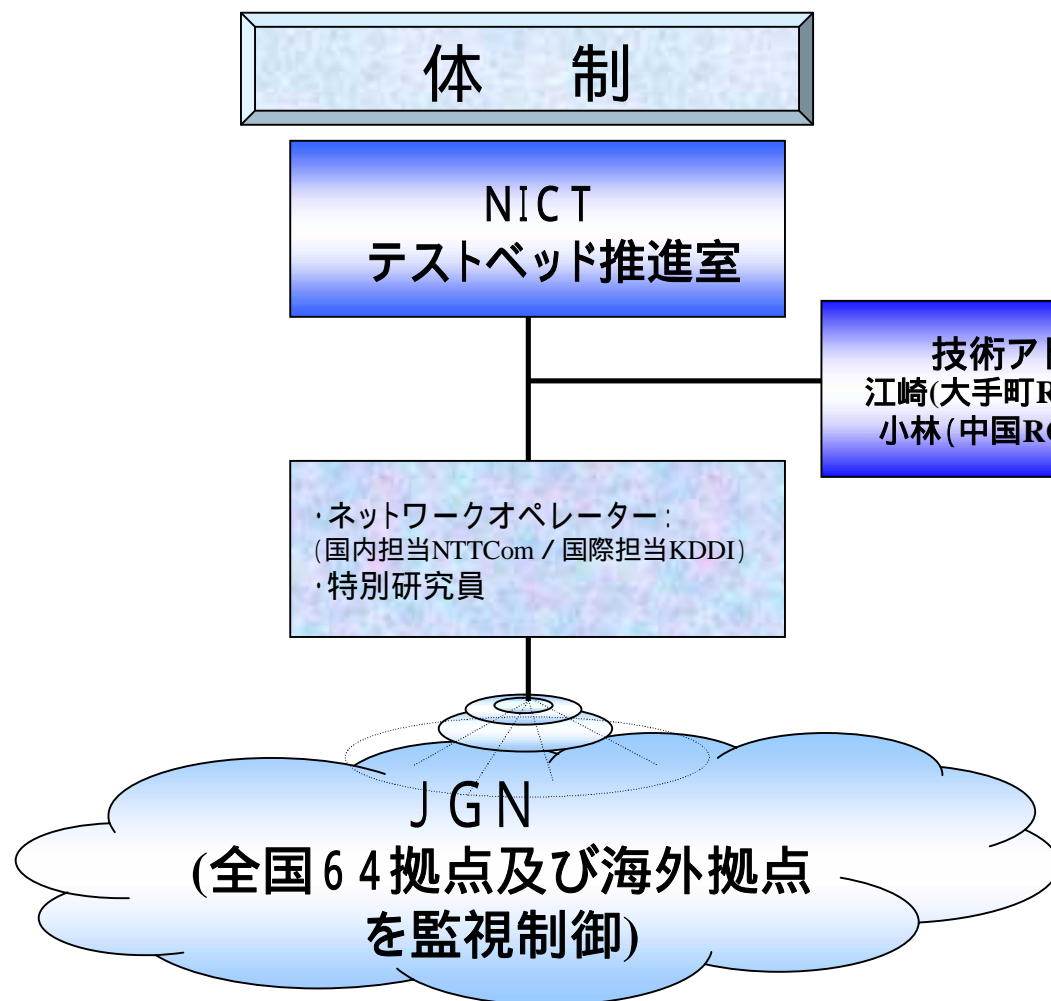 体 制
NICT
テストベッド推進室
技術ア
江崎(大手町R
小林(中国R
・ネットワークオペレーター:
(国内担当NTTCom/国際担当KDDI)
・特別研究員
JGN
(全国64拠点及び海外拠点
を監視制御)